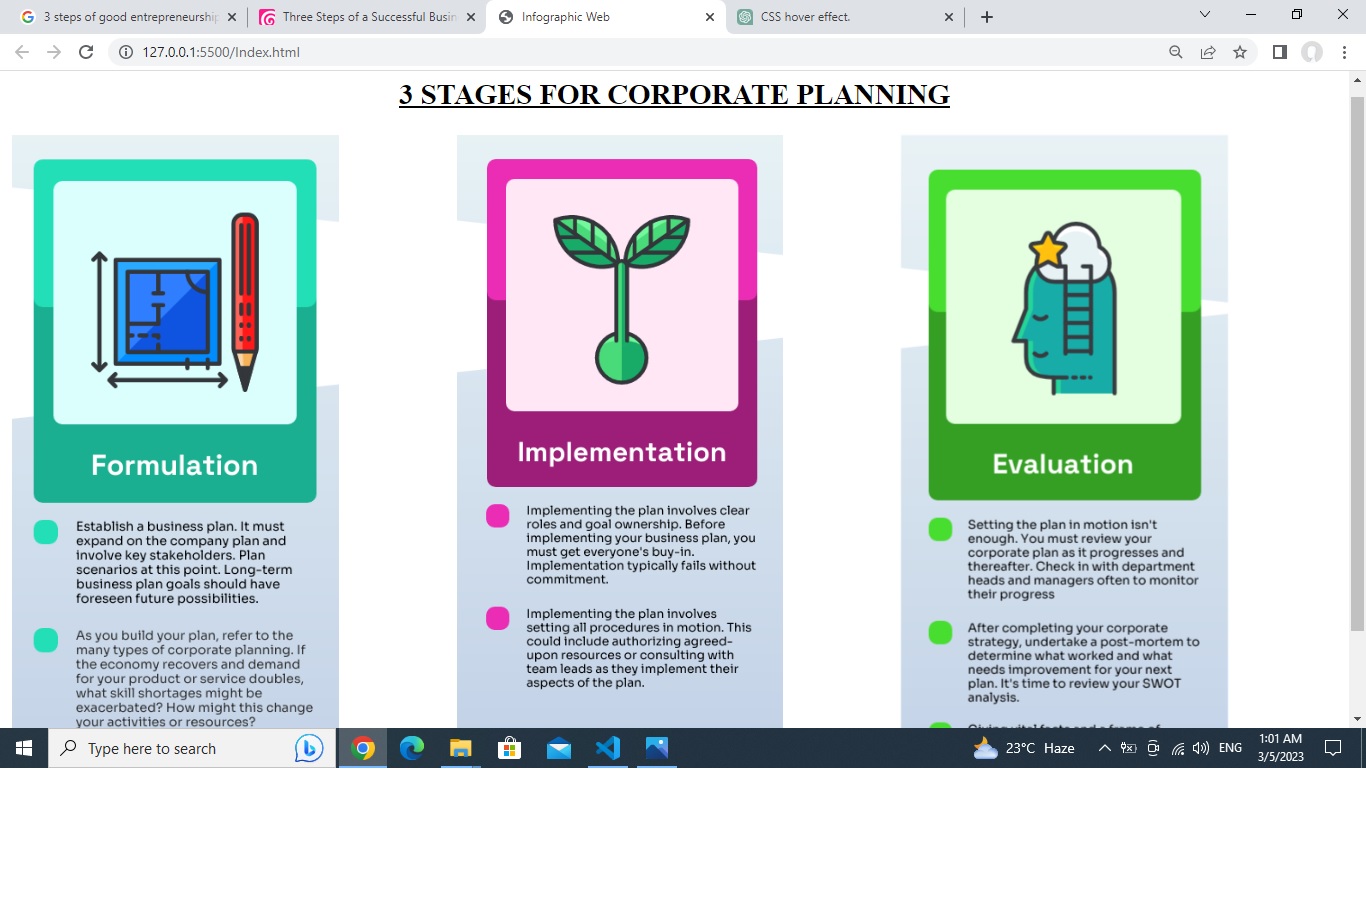 3 steps of good entrepreneurship
Three Steps of a Successful Busin
Infographic Web
CSS hover effect.
127.0.0.1:5500/Index.html
3 STAGES FOR CORPORATE PLANNING
Formulation
Establish a business plan. It must
expand on the company plan and
involve key stakeholders. Plan
scenarios at this point. Long-term
business plan goals should have
foreseen future possibilities.
As you build your plan, refer to the
many types of corporate planning. If
the economy recovers and demand
for your product or service doubles,
what skill shortages might be
exacerbated? How might this change
your activities or resources?
Implementation
Implementing the plan involves clear
roles and goal ownership. Before
implementing your business plan, you
must get everyone's buy-in.
Implementation typically fails without
commitment.
Implementing the plan involves
setting all procedures in motion. This
could include authorizing agreed-
upon resources or consulting with
team leads as they implement their
aspects of the plan.
Evaluation
Setting the plan in motion isn't
enough. You must review your
corporate plan as it progresses and
thereafter. Check in with department
heads and managers often to monitor
their progress
After completing your corporate
strategy, undertake a post-mortem to
determine what worked and what
needs improvement for your next
plan. It's time to review your SWOT
analysis.
Giving vital facts and a frame of
Type here to search
23°C Haze
ENG
1:01 AM
3/5/2023